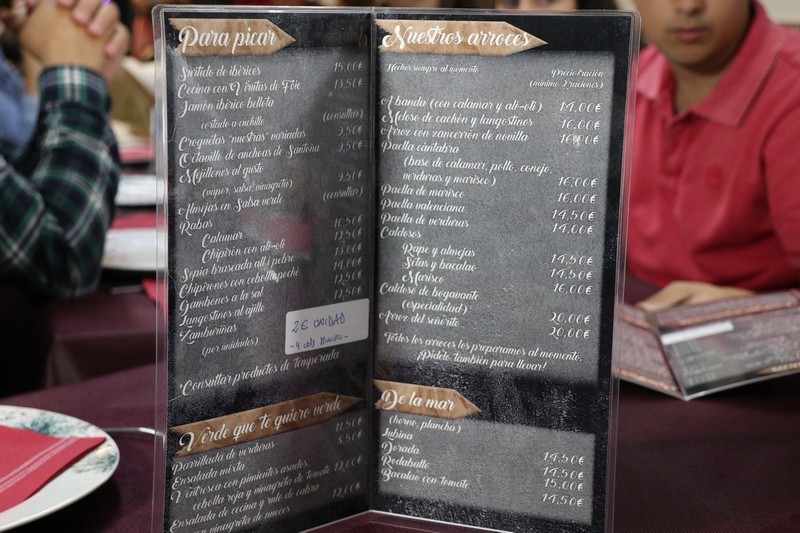 Para picar
Surtido de ibéricos 15,00€
Cecina con Virutas de Foie 13,50€
Jamón ibérico bellota
cortado a cuchillo (consultar)
Croquetas "nuestras" variadas 9,50€
Octavillo de anchoas de Santoña 9,50€
Mejillones al gusto
(vapor, salsa, vinagreta) 9,50€
Almejas en Salsa verde (consultar)
Rabas
Calamar 10,50€
Chipirón con ali-oli 12,50€
Sepia braseada all i pebre 13,00€
Chipirones con cebolla pochá 14,00€
Gambones a la sal 12,50€
Langostinos al ajillo 12,50€
Zamburiñas
(por unidades)
2€ UNIDAD
- 4 uds MINIMO -
*Consultar productos de temporada
Verde que te quiero verde
Parrillada de verduras 11,50€
Ensalada mixta 8,50€
Ventresca con pimientos asados,
cebolla roja y vinagreta de tomate 12,00€
Ensalada de cecina y rulo de cabra
con vinagreta de nueces 12,00€
Nuestros arroces
Hechos siempre al momento Precio/ración
(mínimo 2 raciones)
A banda (con calamar y ali-oli) 14,00€
Meloso de cachón y langostinos 16,00€
Arroz con zancarrón de novilla 16,00€
Paella cántabra
(base de calamar, pollo, conejo,
verduras y marisco) 16,00€
Paella de marisco 16,00€
Paella valenciana 14,50€
Paella de verduras 14,00€
Caldosos
Rape y almejas 14,50€
Setas y bacalao 14,50€
Marisco 16,00€
Caldoso de bogavante
(especialidad) 20,00€
Arroz del señorito 20,00€
Todos los arroces los preparamos al momento.
¡Pídelo también para llevar!
De la mar
(horno, plancha)
Lubina 14,50€
Dorada 14,50€
Rodaballo 15,00€
Bacalao con tomate 14,50€